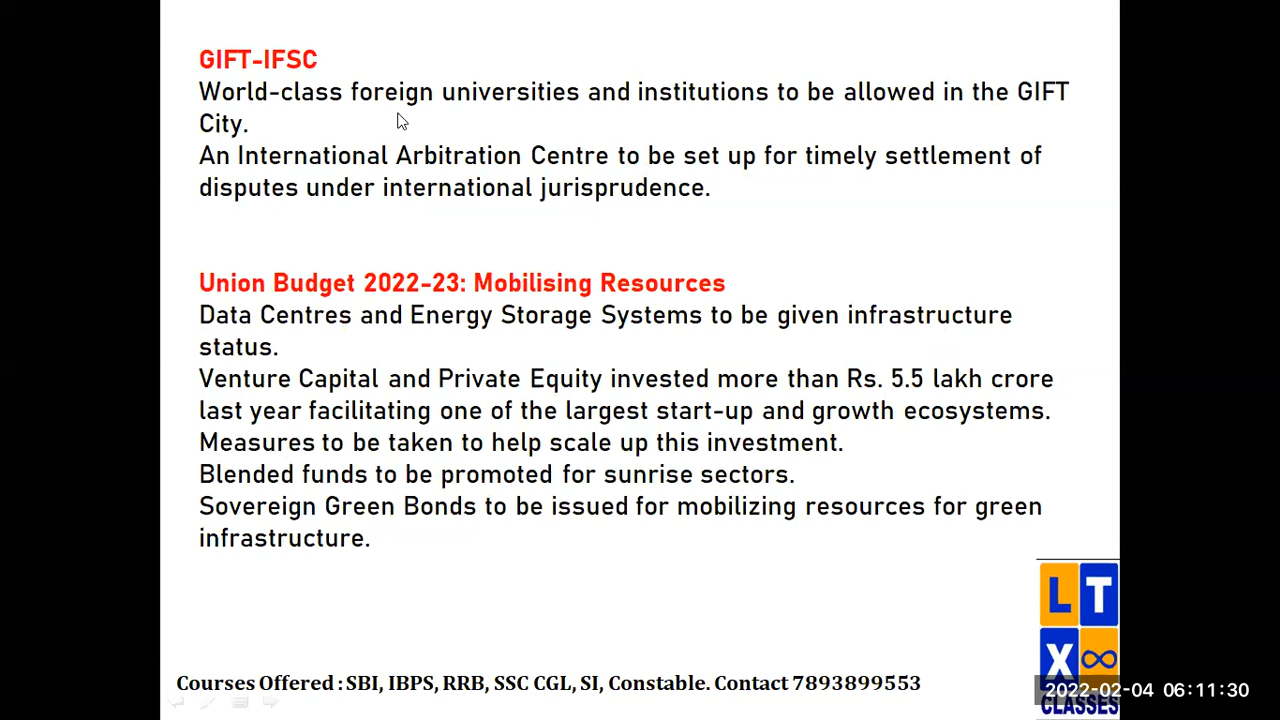 GIFT-IFSC
World-class foreign universities and institutions to be allowed in the GIFT
City.
An International Arbitration Centre to be set up for timely settlement of
disputes under international jurisprudence.
Union Budget 2022-23: Mobilising Resources
Data Centres and Energy Storage Systems to be given infrastructure
status.
Venture Capital and Private Equity invested more than Rs. 5.5 lakh crore
last year facilitating one of the largest start-up and growth ecosystems.
Measures to be taken to help scale up this investment.
Blended funds to be promoted for sunrise sectors.
Sovereign Green Bonds to be issued for mobilizing resources for green
infrastructure.
L T
X ∞
CLASSES
Courses Offered : SBI, IBPS, RRB, SSC CGL, SI, Constable. Contact 7893899553
2022-02-04 06:11:30